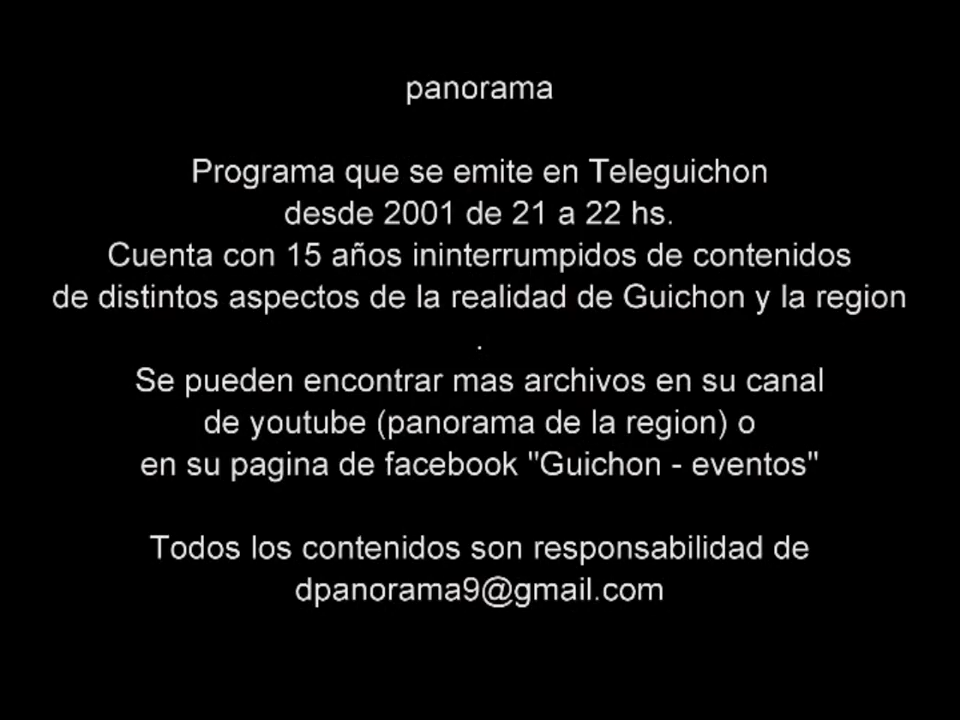 panorama
Programa que se emite en Teleguichon
desde 2001 de 21 a 22 hs.
Cuenta con 15 años ininterrumpidos de contenidos
de distintos aspectos de la realidad de Guichon y la region
.
Se pueden encontrar mas archivos en su canal
de youtube (panorama de la region) o
en su pagina de facebook "Guichon - eventos"
Todos los contenidos son responsabilidad de
dpanorama9@gmail.com